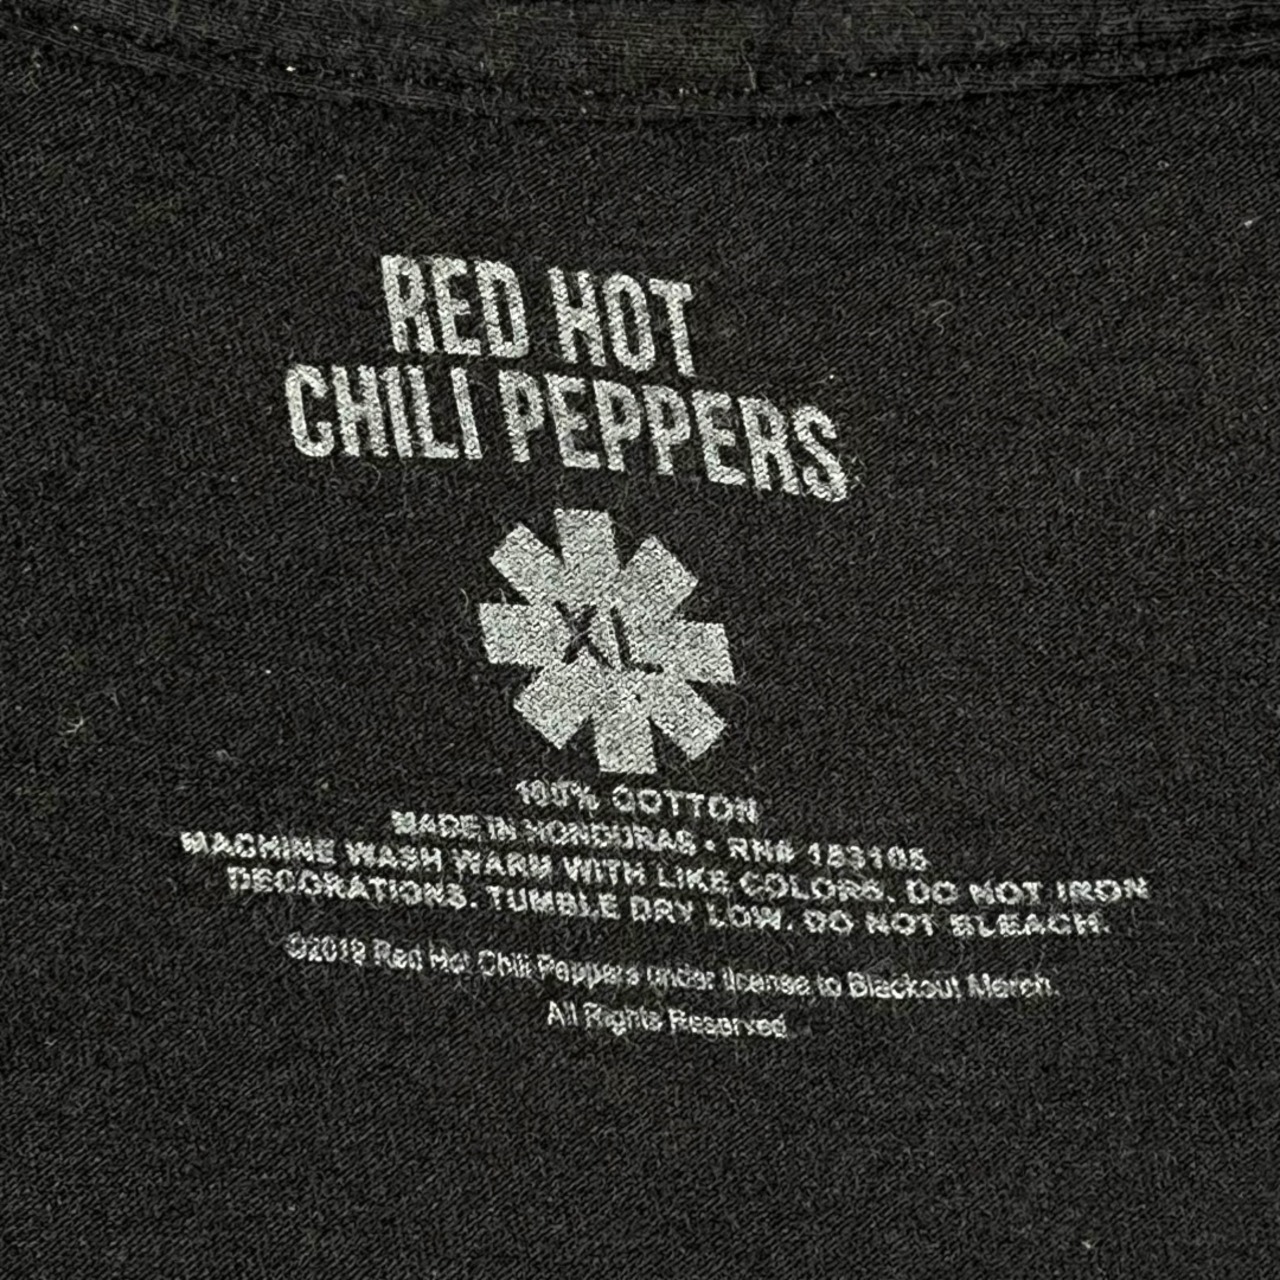 RED HOT
CHILI PEPPERS
XL
100% COTTON
MADE IN HONDURAS • RN# 153105
MACHINE WASH WARM WITH LIKE COLORS. DO NOT IRON
DECORATIONS. TUMBLE DRY LOW. DO NOT BLEACH.
©2019 Red Hot Chili Peppers under license to Blackout Merch.
All Rights Reserved